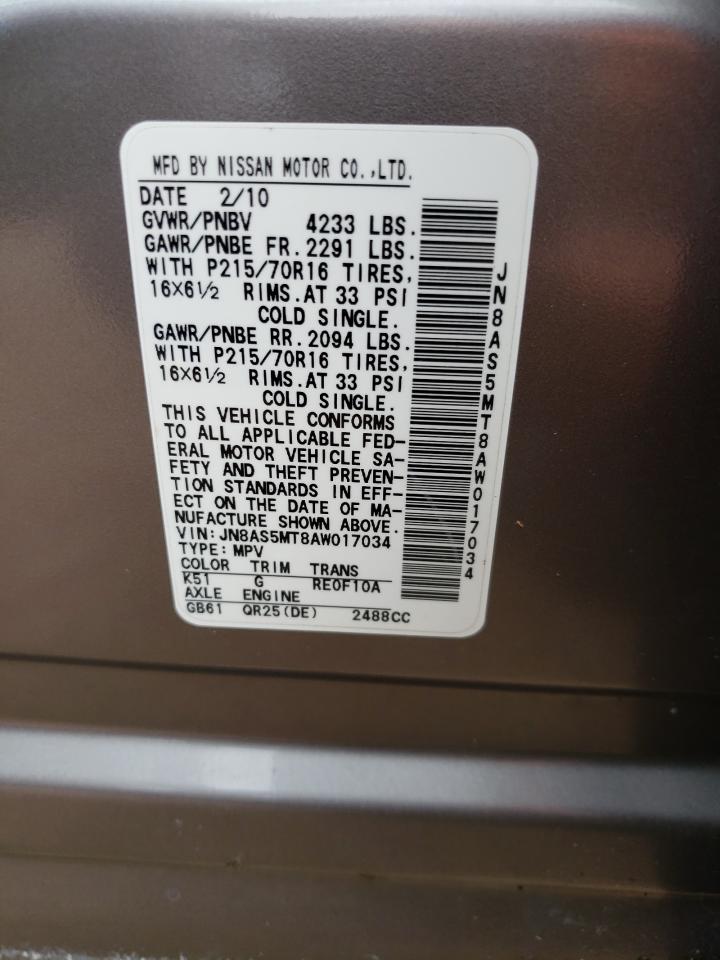 MFD BY NISSAN MOTOR CO.,LTD.
DATE 2/10
GVWR/PNBV 4233 LBS.
GAWR/PNBE FR.2291 LBS.
WITH P215/70R16 TIRES,
16X6½ RIMS.AT 33 PSI
COLD SINGLE.
GAWR/PNBE RR.2094 LBS.
WITH P215/70R16 TIRES,
16X6½ RIMS.AT 33 PSI
COLD SINGLE.
THIS VEHICLE CONFORMS
TO ALL APPLICABLE FED-
ERAL MOTOR VEHICLE SA-
FETY AND THEFT PREVEN-
TION STANDARDS IN EFF-
ECT ON THE DATE OF MA-
NUFACTURE SHOWN ABOVE.
VIN:JN8AS5MT8AW017034
TYPE:MPV
COLOR TRIM TRANS
K51 G RE0F10A
AXLE ENGINE
GB61 QR25(DE) 2488CC
JN8AS5MT8AW017034